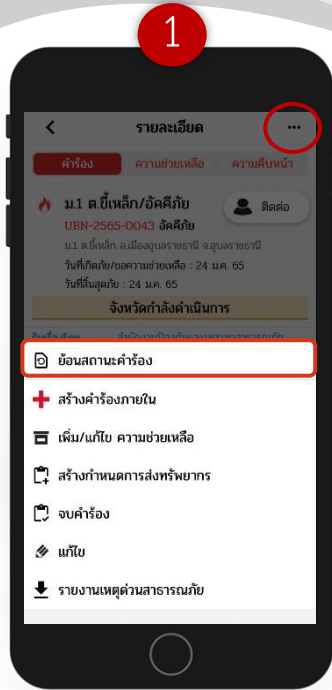 1
รายละเอียด
คำร้อง ความช่วยเหลือ ความคืบหน้า
ม.1 ต.ขี้เหล็ก/อัคคีภัย
ติดต่อ
UBN-2565-0043 อัคคีภัย
ม.1 ต.ขี้เหล็ก อ.เมืองอุบลราชธานี จ.อุบลราชธานี
วันที่เกิดภัย/ขอความช่วยเหลือ : 24 ม.ค. 65
วันที่สิ้นสุดภัย : 24 ม.ค. 65
จังหวัดกำลังดำเนินการ
ย้อนสถานะคำร้อง
สร้างคำร้องภายใน
เพิ่ม/แก้ไข ความช่วยเหลือ
สร้างกำหนดการส่งทรัพยากร
จบคำร้อง
แก้ไข
รายงานเหตุด่วนสาธารณภัย